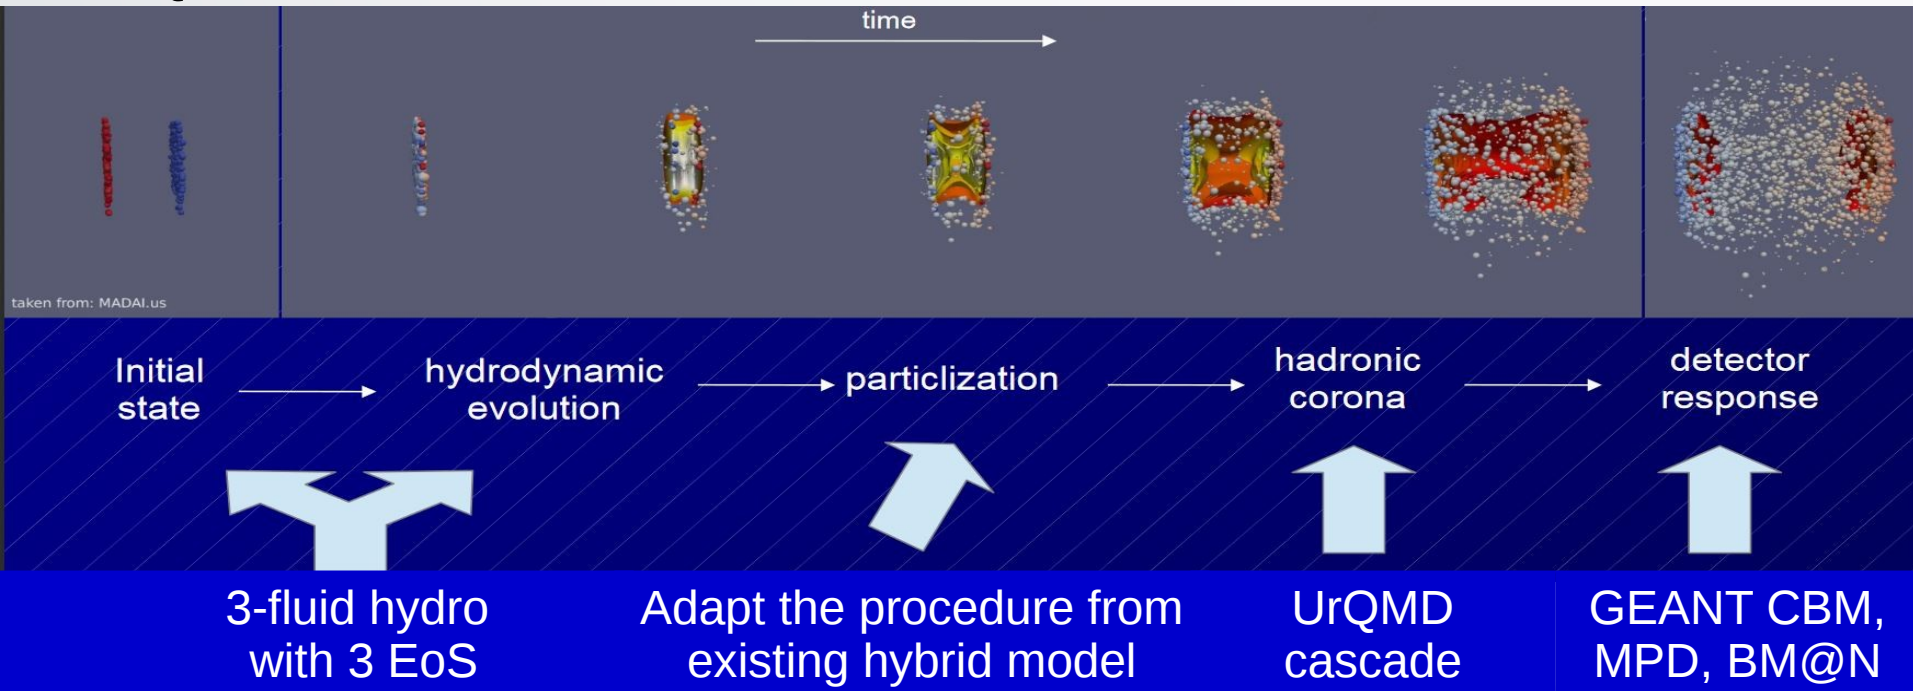 time
taken from: MADAI.us
Initial
state
hydrodynamic
evolution
particlization
hadronic
corona
detector
response
3-fluid hydro
with 3 EoS
Adapt the procedure from
existing hybrid model
UrQMD
cascade
GEANT CBM,
MPD, BM@N